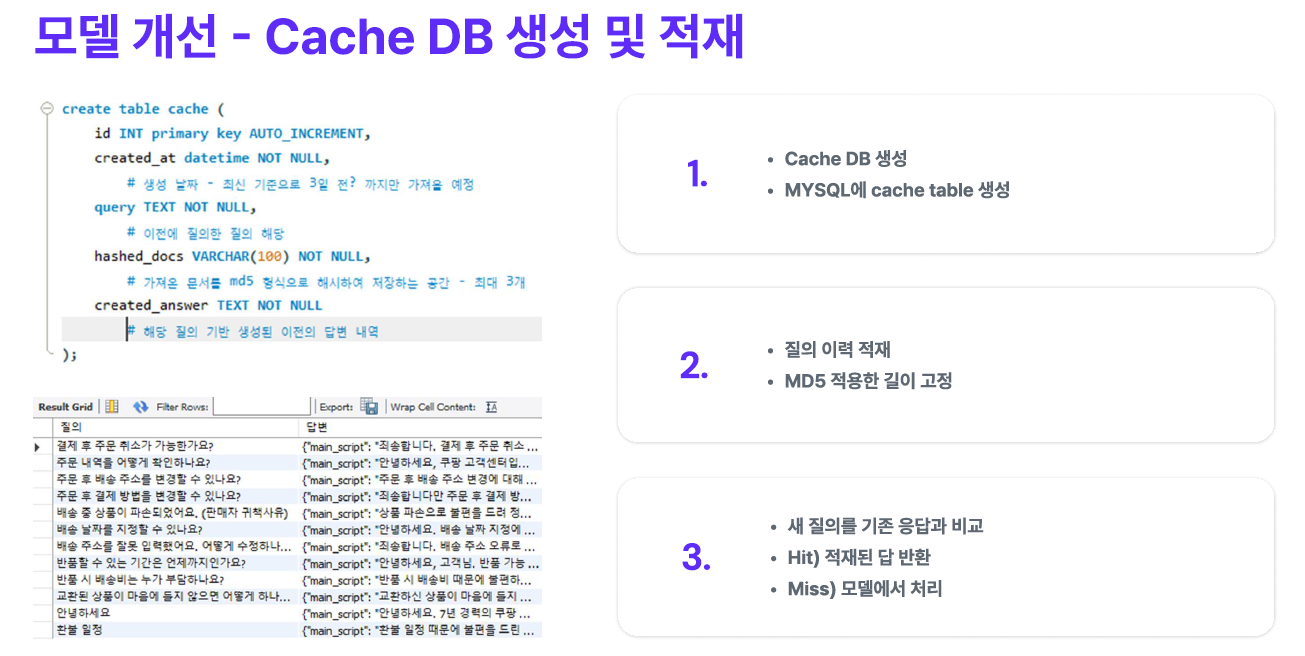 모델 개선 - Cache DB 생성 및 적재
create table cache (
id INT primary key AUTO_INCREMENT,
created_at datetime NOT NULL,
# 생성 날짜 - 최신 기준으로 3일 전? 까지만 가져올 예정
query TEXT NOT NULL,
# 이전에 질의한 질의 해당
hashed_docs VARCHAR(100) NOT NULL,
# 가져온 문서를 md5 형식으로 해시하여 저장하는 공간 - 최대 3개
created_answer TEXT NOT NULL
# 해당 질의 기반 생성된 이전의 답변 내역
);
Result Grid Filter Rows: Export: Wrap Cell Content: IA
질의 답변
결제 후 주문 취소가 가능한가요? {"main_script": "죄송합니다. 결제 후 주문 취소 ...
주문 내역을 어떻게 확인하나요? {"main_script": "안녕하세요, 쿠팡 고객센터입...
주문 후 배송 주소를 변경할 수 있나요? {"main_script": "주문 후 배송 주소 변경에 대해 ...
주문 후 결제 방법을 변경할 수 있나요? {"main_script": "죄송합니다만 주문 후 결제 방...
배송 중 상품이 파손되었어요. (판매자 귀책사유) {"main_script": "상품 파손으로 불편을 드려 정...
배송 날짜를 지정할 수 있나요? {"main_script": "안녕하세요. 배송 날짜 지정에 ...
배송 주소를 잘못 입력했어요. 어떻게 수정하나... {"main_script": "죄송합니다. 배송 주소 오류로 ...
반품할 수 있는 기간은 언제까지인가요? {"main_script": "안녕하세요, 고객님. 반품 가능 ...
반품 시 배송비는 누가 부담하나요? {"main_script": "반품 시 배송비 때문에 불편하...
교환된 상품이 마음에 들지 않으면 어떻게 하나... {"main_script": "교환하신 상품이 마음에 들지 ...
안녕하세요 {"main_script": "안녕하세요. 7년 경력의 쿠팡 ...
환불 일정 {"main_script": "환불 일정 때문에 불편을 드린 ...
1.
• Cache DB 생성
• MYSQL에 cache table 생성
2.
• 질의 이력 적재
• MD5 적용한 길이 고정
3.
• 새 질의를 기존 응답과 비교
• Hit) 적재된 답 반환
• Miss) 모델에서 처리